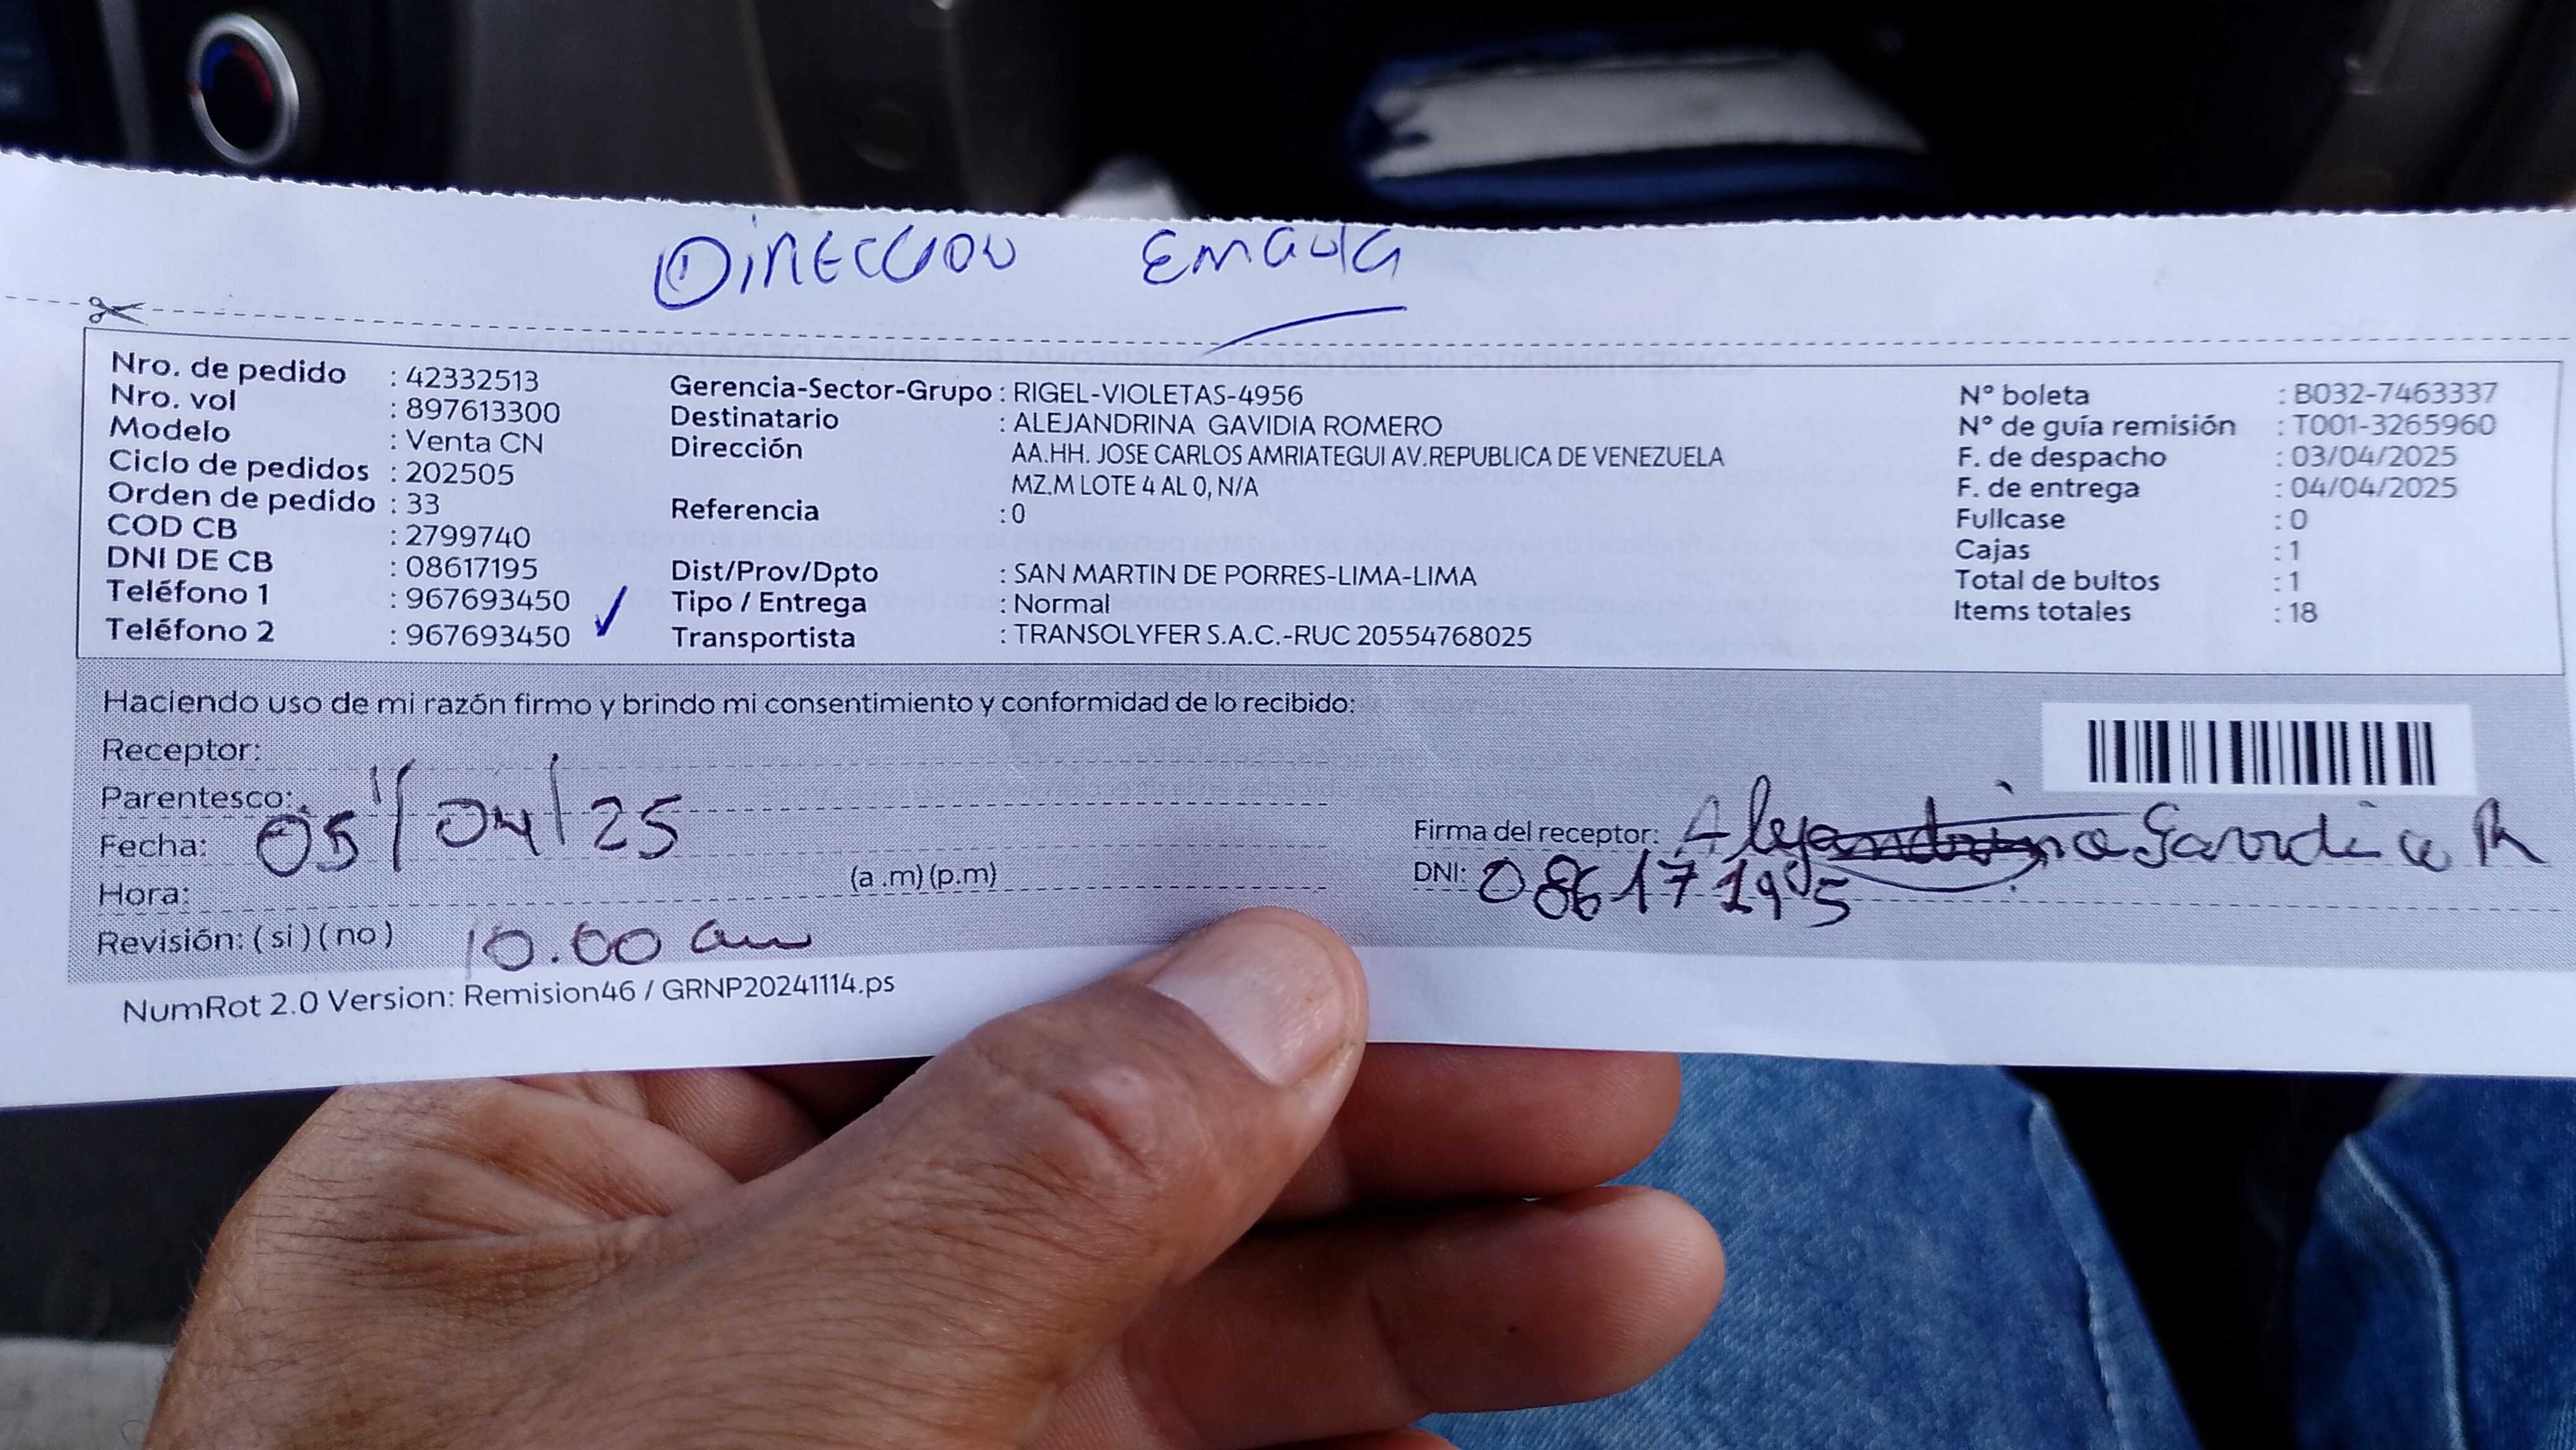 DIRECCION
Nro. de pedido : 42332513
Nro. vol : 897613300
Modelo : Venta CN
Ciclo de pedidos : 202505
Orden de pedido : 33
COD CB : 2799740
DNI DE CB : 08617195
Teléfono 1 : 967693450
Teléfono 2 : 967693450
Gerencia-Sector-Grupo : RIGEL-VIOLETAS-4956
Destinatario : ALEJANDRINA GAVIDIA ROMERO
Dirección AA.HH. JOSE CARLOS AMRIATEGUI AV.REPUBLICA DE VENEZUELA
MZ.M LOTE 4 AL 0, N/A
Referencia : 0
Dist/Prov/Dpto : SAN MARTIN DE PORRES-LIMA-LIMA
Tipo / Entrega : Normal
Transportista : TRANSOLYFER S.A.C.-RUC 20554768025
N° boleta : B032-7463337
N° de guía remisión : T001-3265960
F. de despacho : 03/04/2025
F. de entrega : 04/04/2025
Fullcase : 0
Cajas : 1
Total de bultos : 1
Items totales : 18
Haciendo uso de mi razón firmo y brindo mi consentimiento y conformidad de lo recibido:
Receptor:
Parentesco:
Fecha: 05/04/25
Hora: (a .m) (p.m)
Revisión: ( si ) ( no ) 10.00 am
Firma del receptor: Alejandrina Gavidia R
DNI: 08617195
NumRot 2.0 Version: Remision46 / GRNP20241114.ps